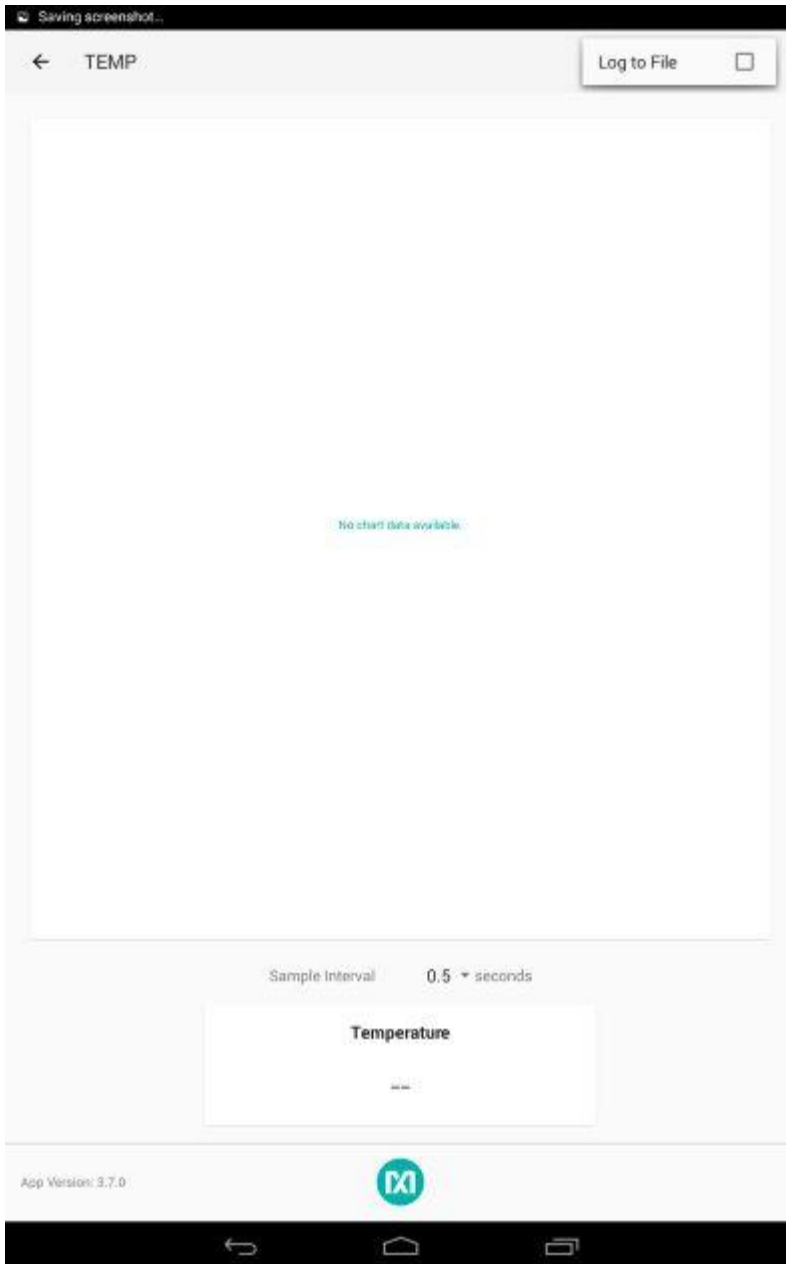 Saving screenshot...
TEMP
Log to File
No chart data available.
Sample Interval 0.5 seconds
Temperature
--
App Version: 3.7.0